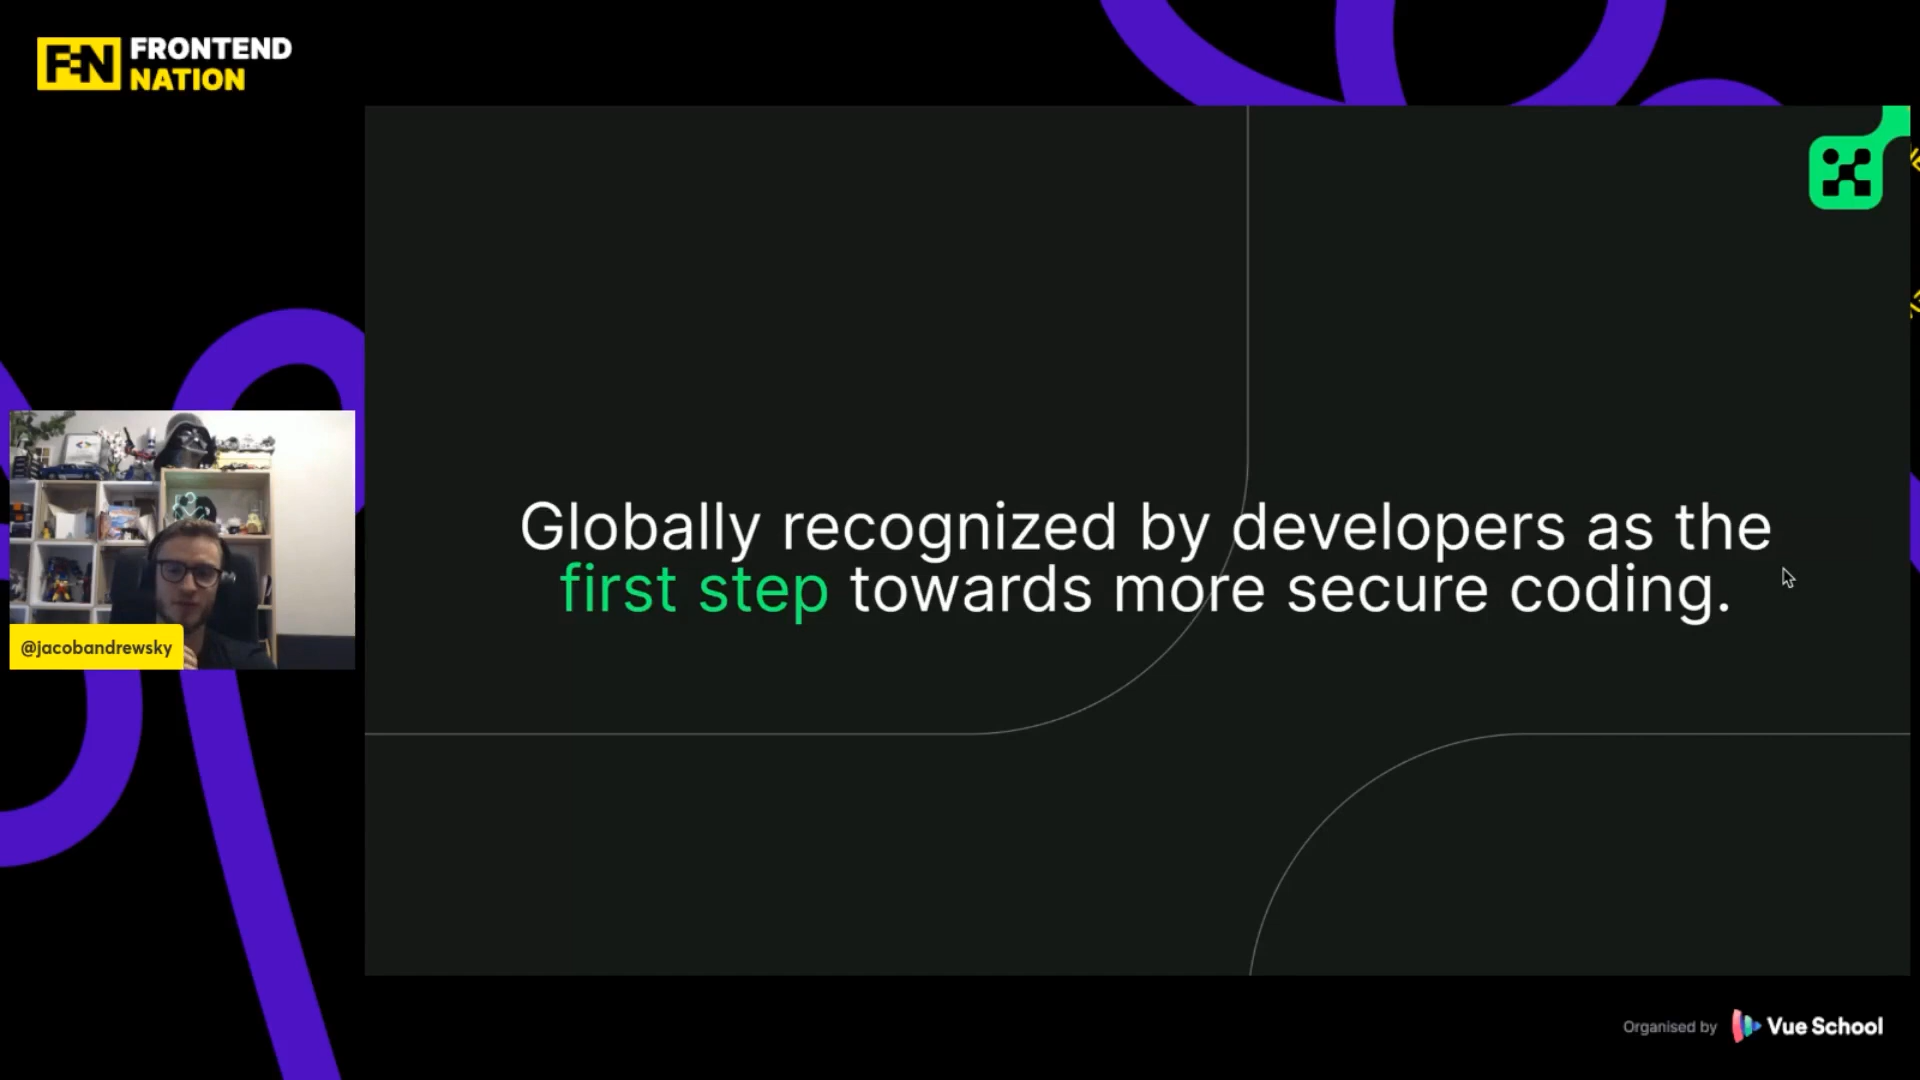 FRONTEND
NATION
Globally recognized by developers as the
first step towards more secure coding.
@jacobandrewsky
Organised by Vue School